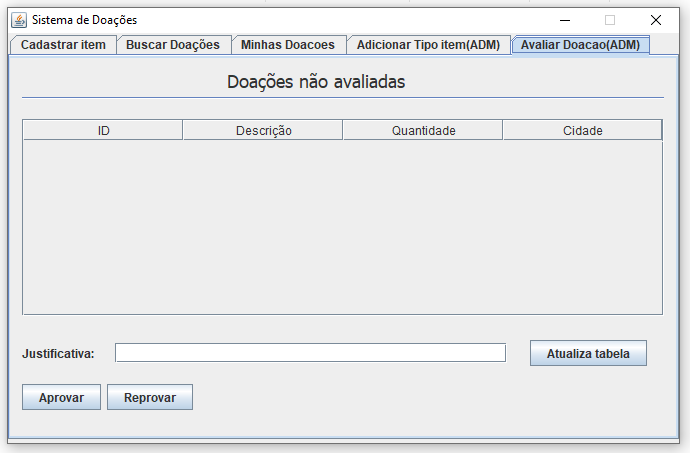 Sistema de Doações
Cadastrar item Buscar Doações Minhas Doacoes Adicionar Tipo item(ADM) Avaliar Doacao(ADM)
Doações não avaliadas
ID Descrição Quantidade Cidade
Justificativa: Atualiza tabela
Aprovar Reprovar